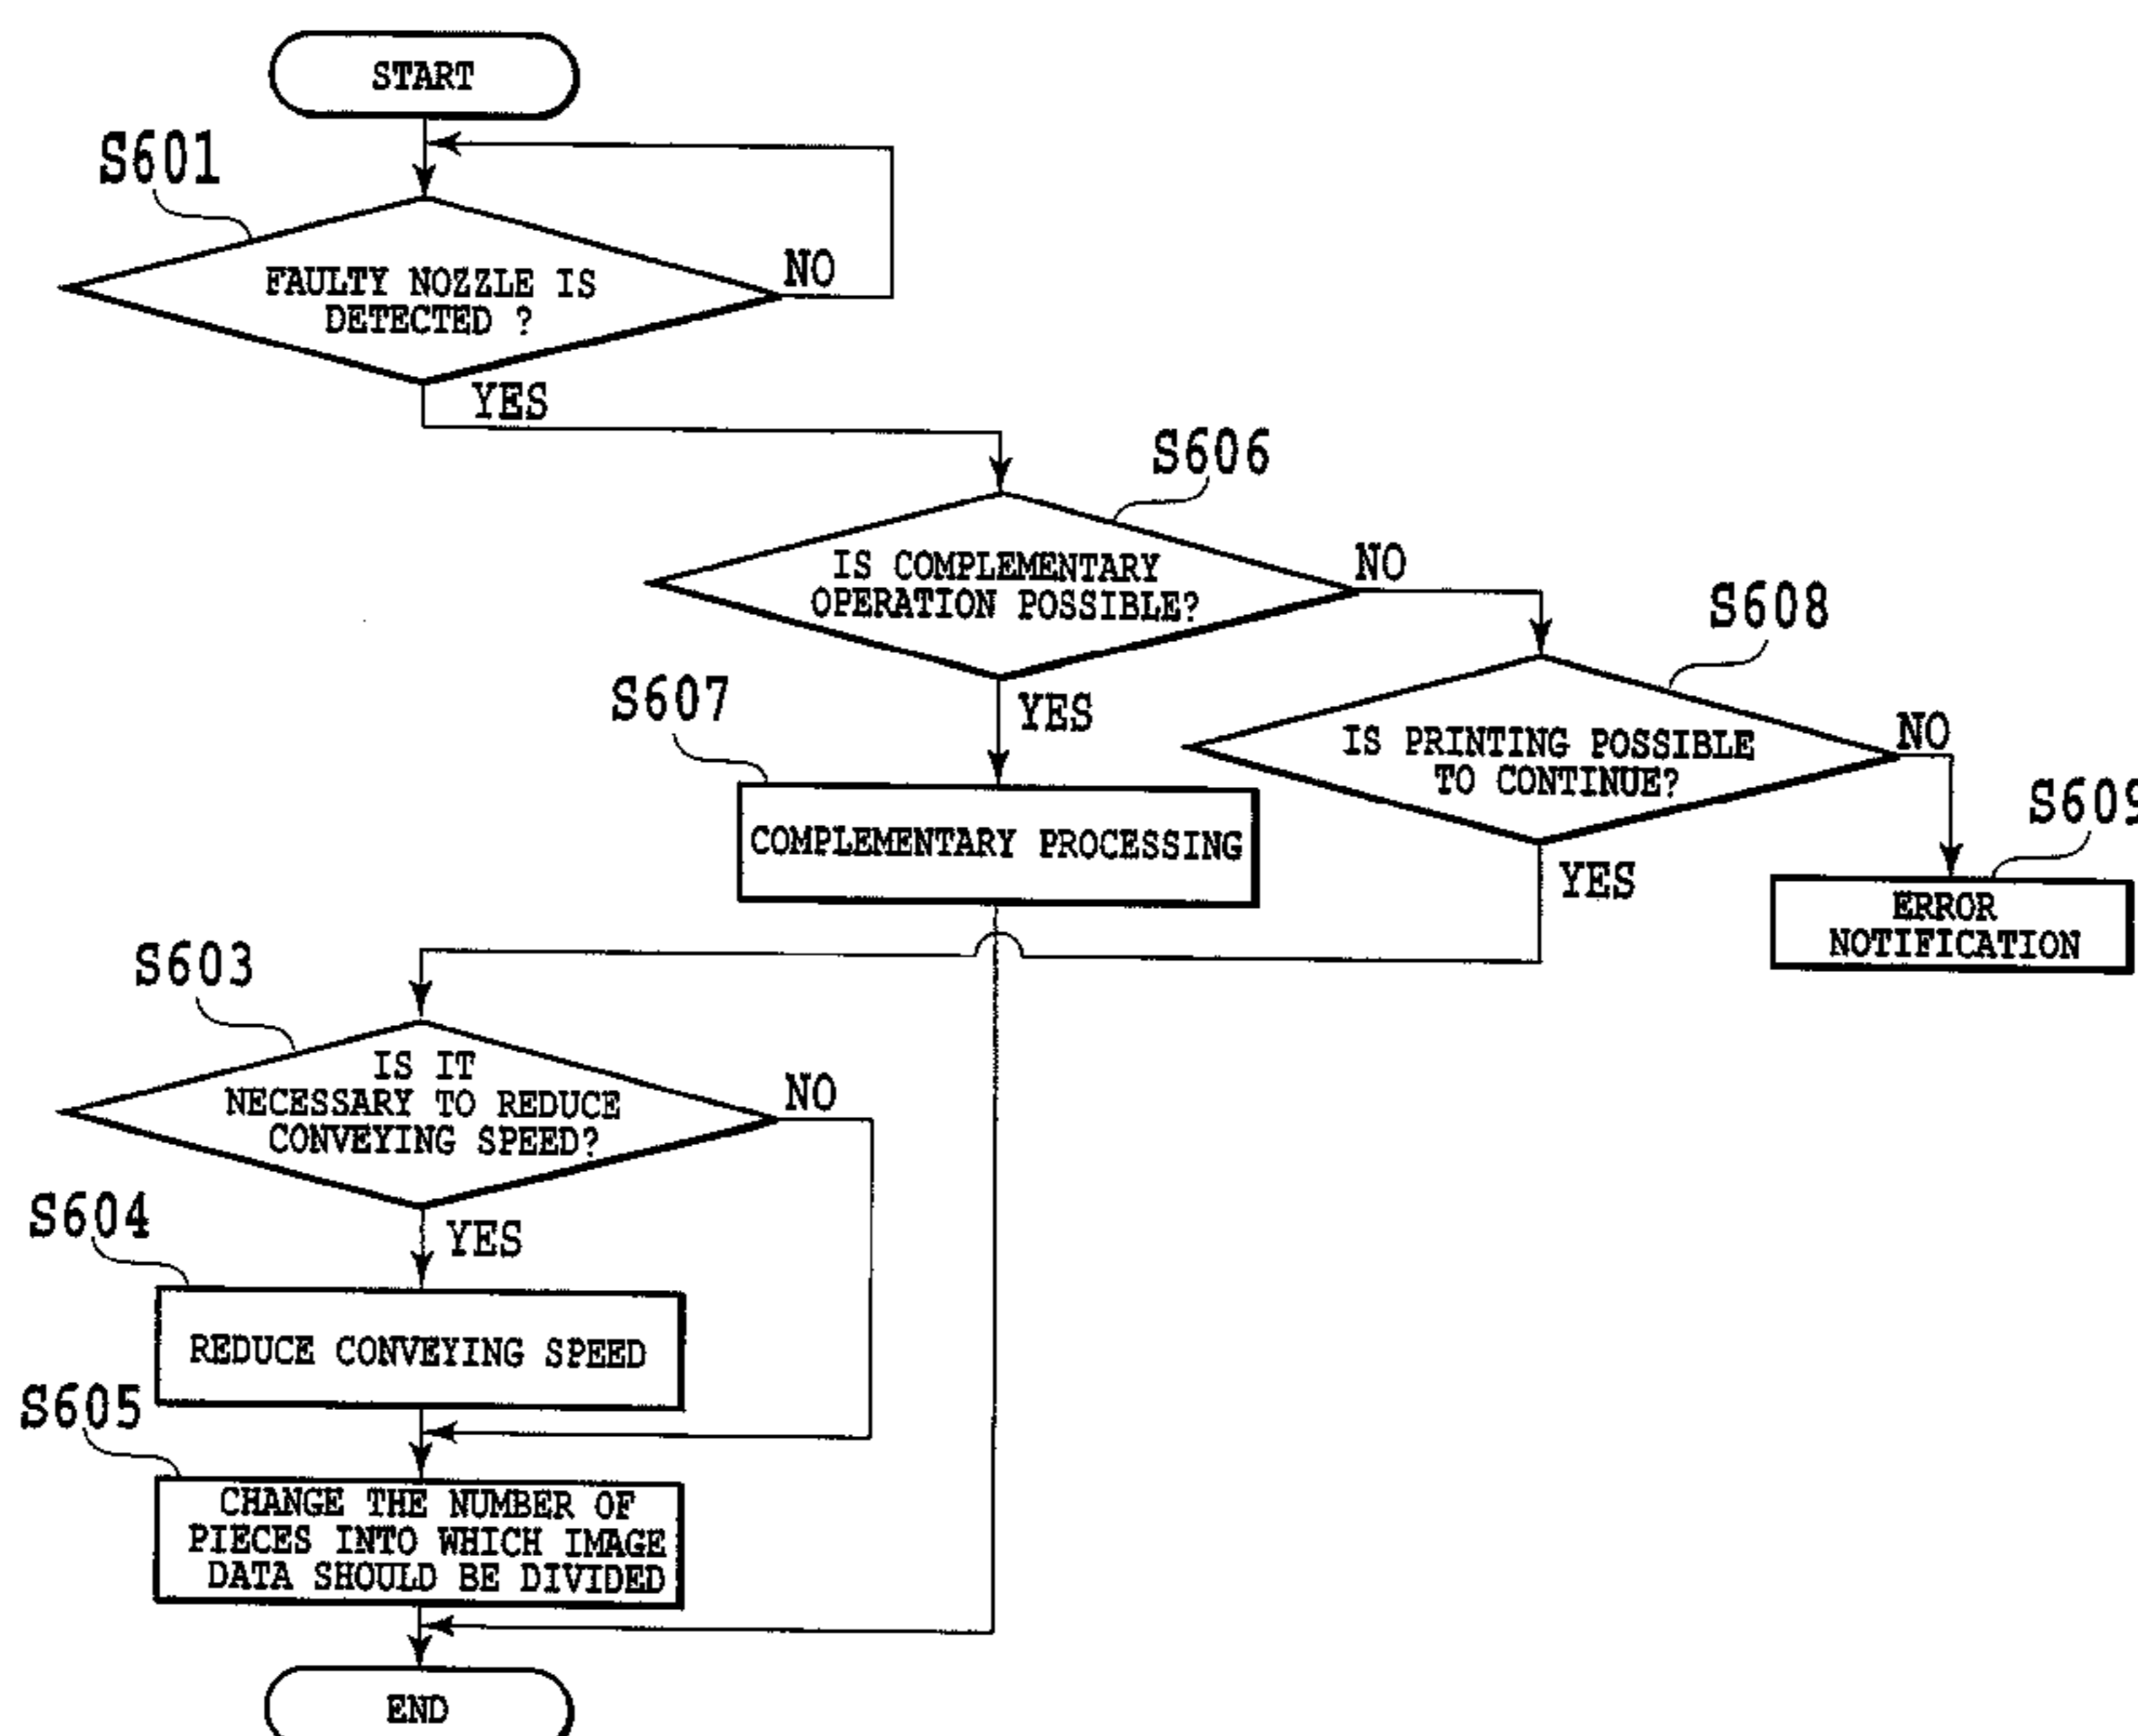 START
S601
FAULTY NOZZLE IS
DETECTED ?
NO
YES
S606
IS COMPLEMENTARY
OPERATION POSSIBLE?
NO
S608
S607
YES
IS PRINTING POSSIBLE
TO CONTINUE?
NO
S609
COMPLEMENTARY PROCESSING
YES
ERROR
NOTIFICATION
S603
IS IT
NECESSARY TO REDUCE
CONVEYING SPEED?
NO
S604
YES
REDUCE CONVEYING SPEED
S605
CHANGE THE NUMBER OF
PIECES INTO WHICH IMAGE
DATA SHOULD BE DIVIDED
END